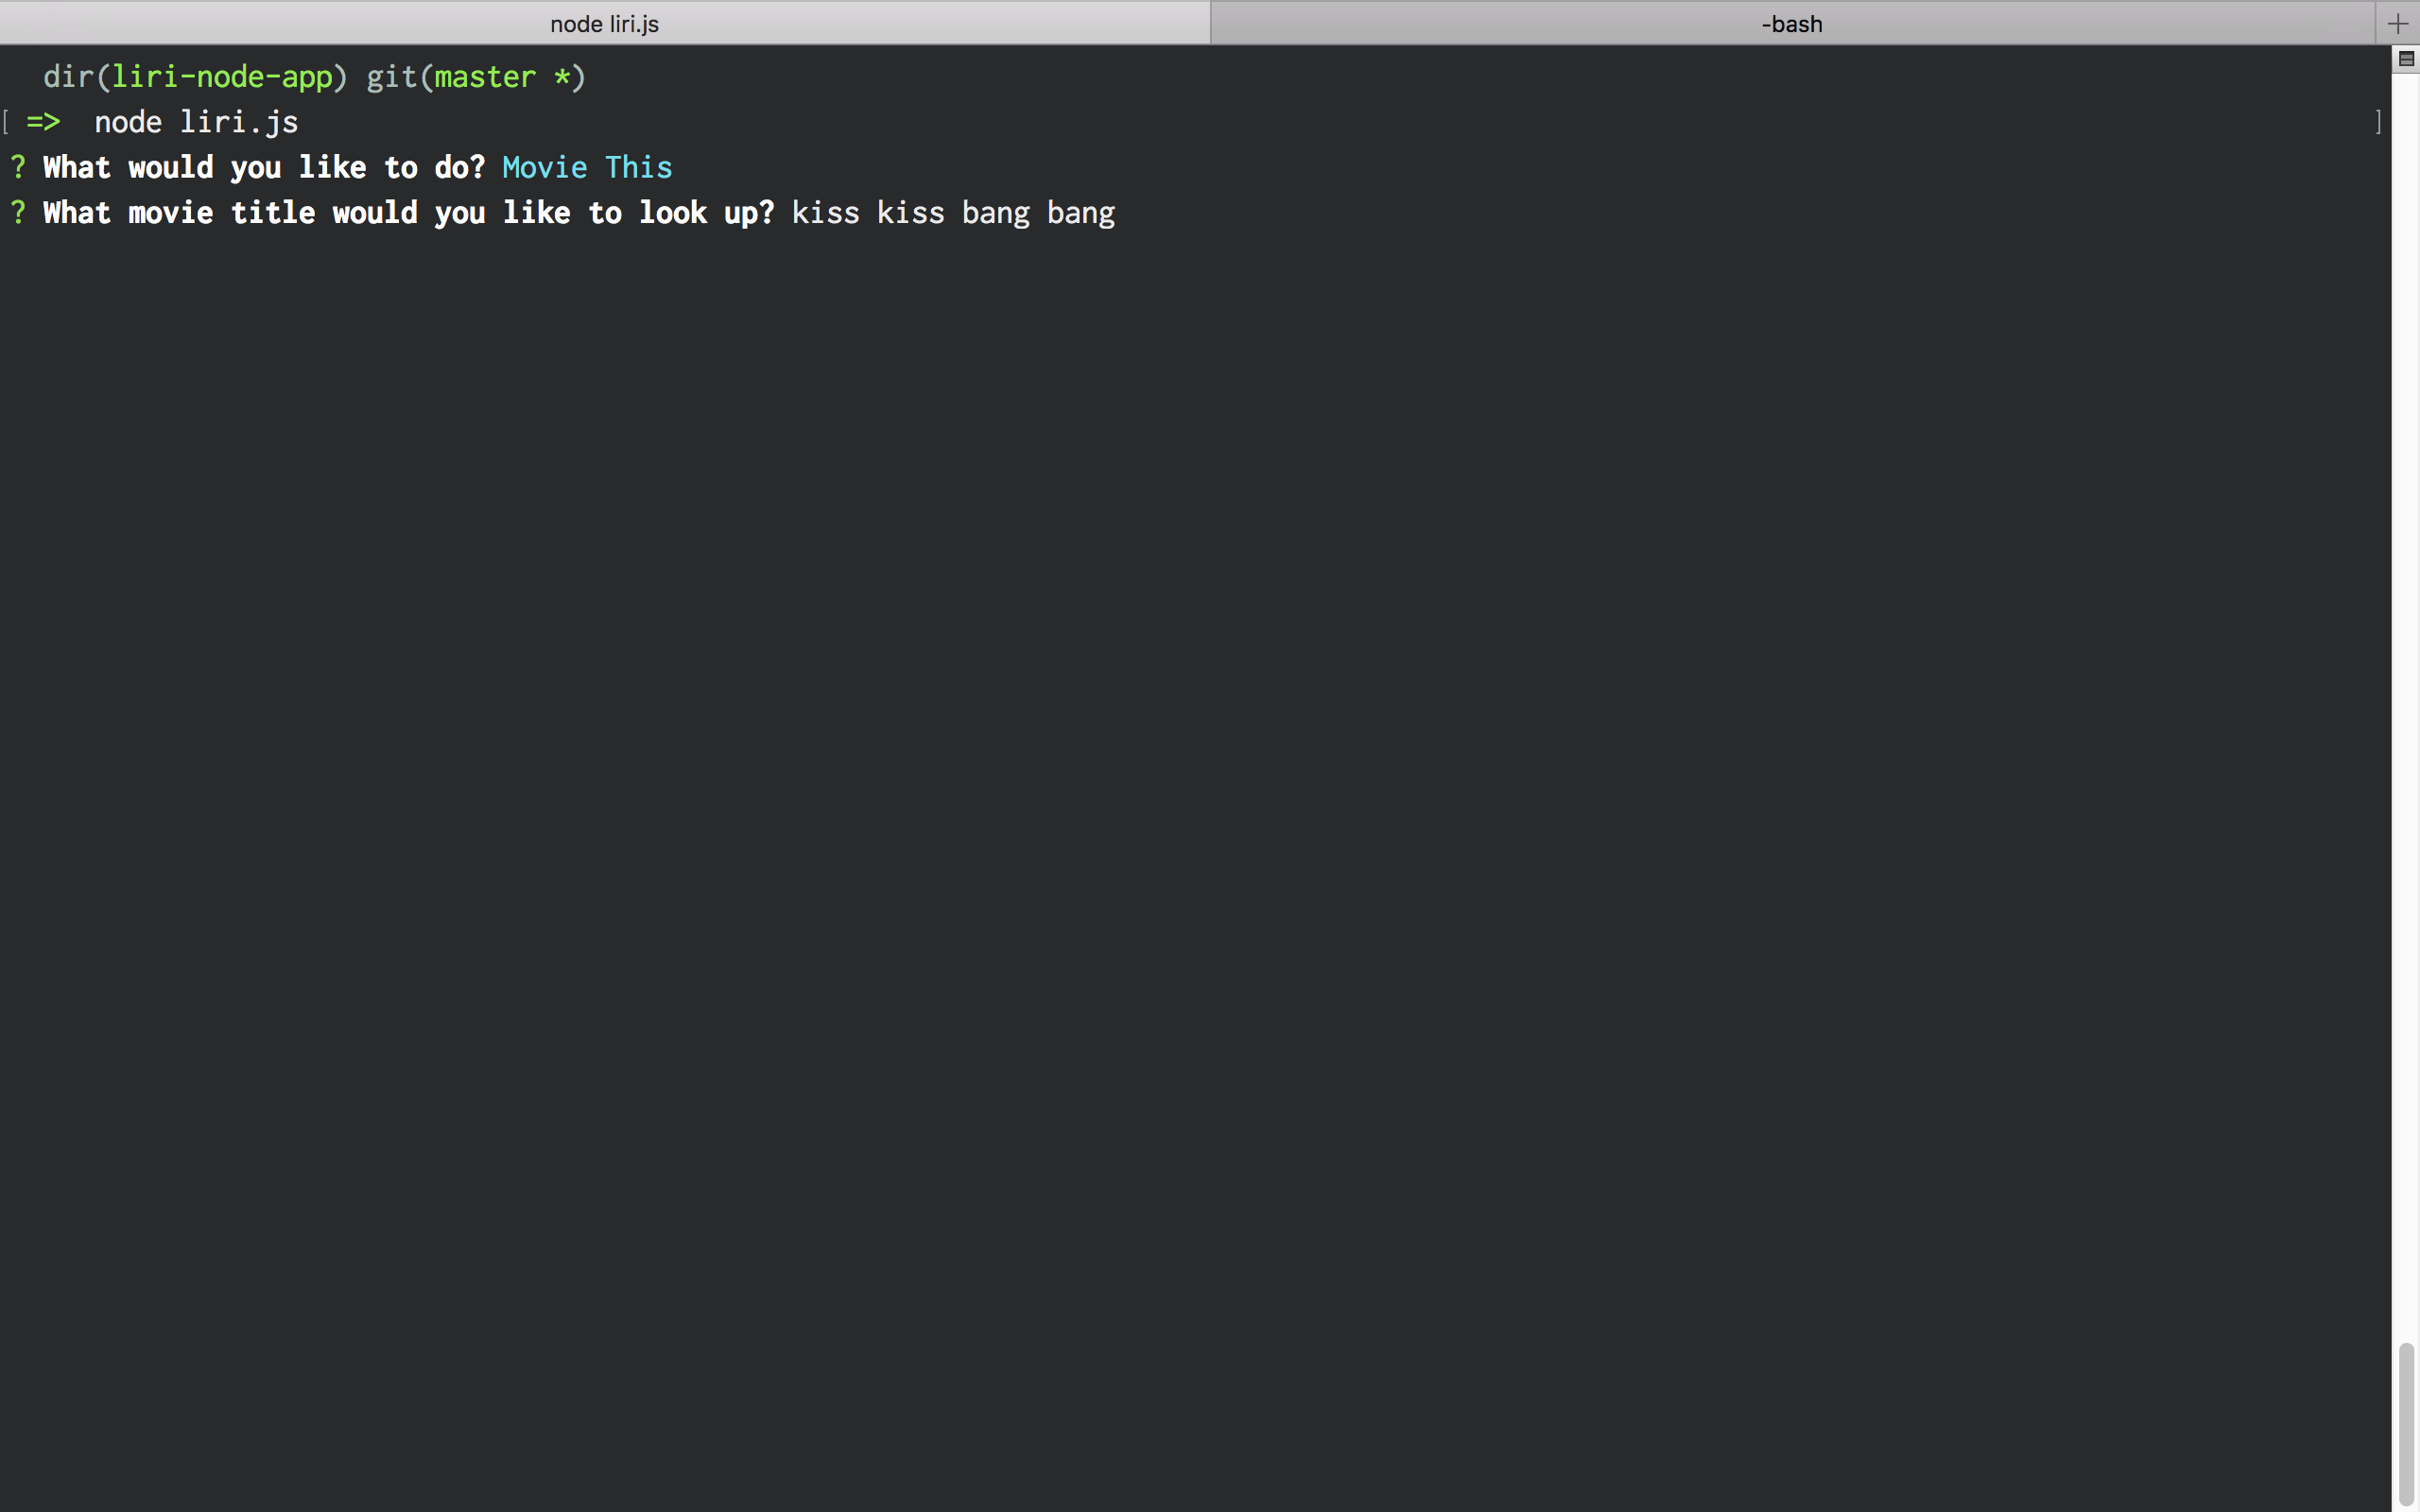 node liri.js
-bash
dir(liri-node-app) git(master *)
[ => node liri.js ]
? What would you like to do? Movie This
? What movie title would you like to look up? kiss kiss bang bang